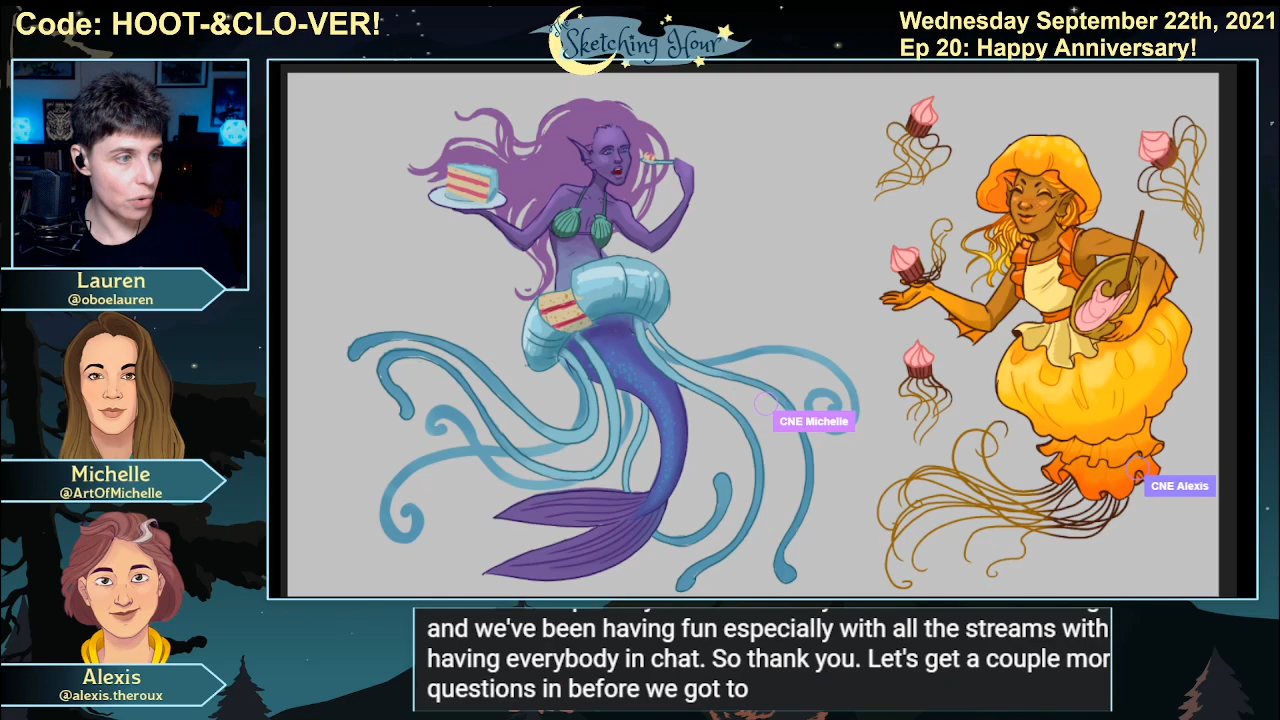 Code: HOOT-&CLO-VER!
The
Sketching Hour
Wednesday September 22th, 2021
Ep 20: Happy Anniversary!
Lauren
@oboelauren
Michelle
@ArtOfMichelle
Alexis
@alexis.theroux
CNE Michelle
CNE Alexis
and we've been having fun especially with all the streams with
having everybody in chat. So thank you. Let's get a couple mor
questions in before we got to